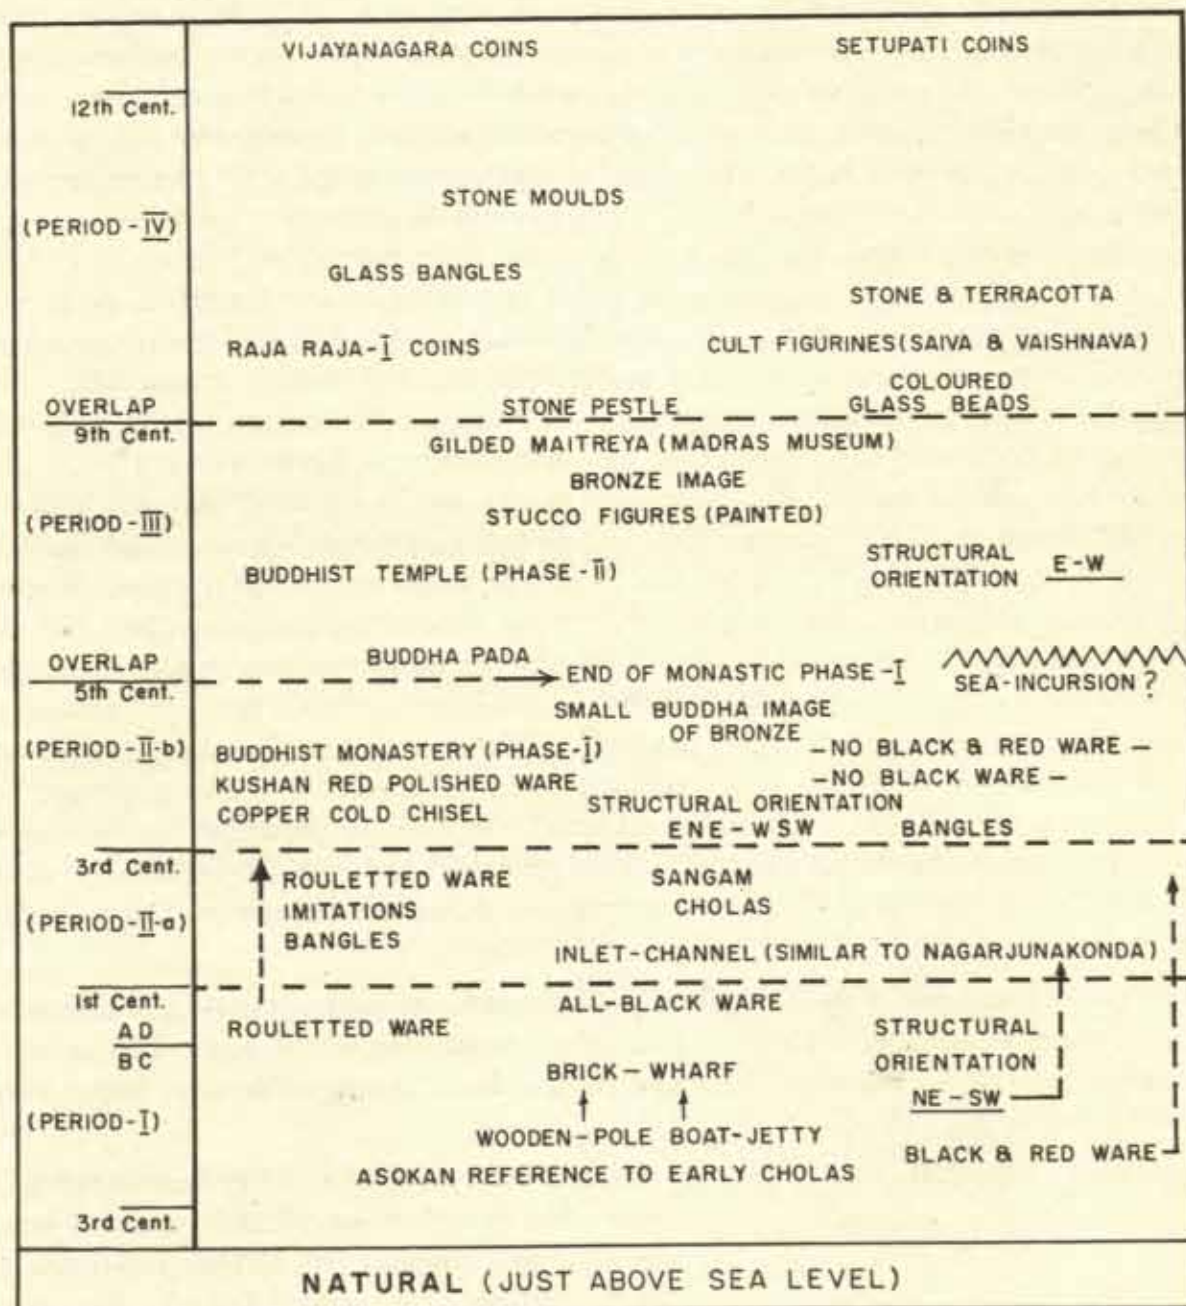 VIJAYANAGARA COINS SETUPATI COINS
12th Cent.
STONE MOULDS
(PERIOD-IV)
GLASS BANGLES
STONE & TERRACOTTA
RAJA RAJA-I COINS CULT FIGURINES (SAIVA & VAISHNAVA)
COLOURED
OVERLAP STONE PESTLE GLASS BEADS
9th Cent.
GILDED MAITREYA (MADRAS MUSEUM)
BRONZE IMAGE
(PERIOD-III) STUCCO FIGURES (PAINTED)
STRUCTURAL
BUDDHIST TEMPLE (PHASE-II) ORIENTATION E-W
OVERLAP BUDDHA PADA END OF MONASTIC PHASE-I
5th Cent. SEA-INCURSION ?
SMALL BUDDHA IMAGE
OF BRONZE
(PERIOD-II-b) BUDDHIST MONASTERY (PHASE-I) -NO BLACK & RED WARE-
KUSHAN RED POLISHED WARE -NO BLACK WARE-
COPPER COLD CHISEL STRUCTURAL ORIENTATION
ENE-WSW BANGLES
3rd Cent.
ROULETTED WARE SANGAM
(PERIOD-II-a) IMITATIONS CHOLAS
BANGLES
INLET-CHANNEL (SIMILAR TO NAGARJUNAKONDA)
1st Cent. ALL-BLACK WARE
AD ROULETTED WARE STRUCTURAL
BC ORIENTATION
BRICK-WHARF
NE-SW
(PERIOD-I) WOODEN-POLE BOAT-JETTY
BLACK & RED WARE
ASOKAN REFERENCE TO EARLY CHOLAS
3rd Cent.
NATURAL (JUST ABOVE SEA LEVEL)